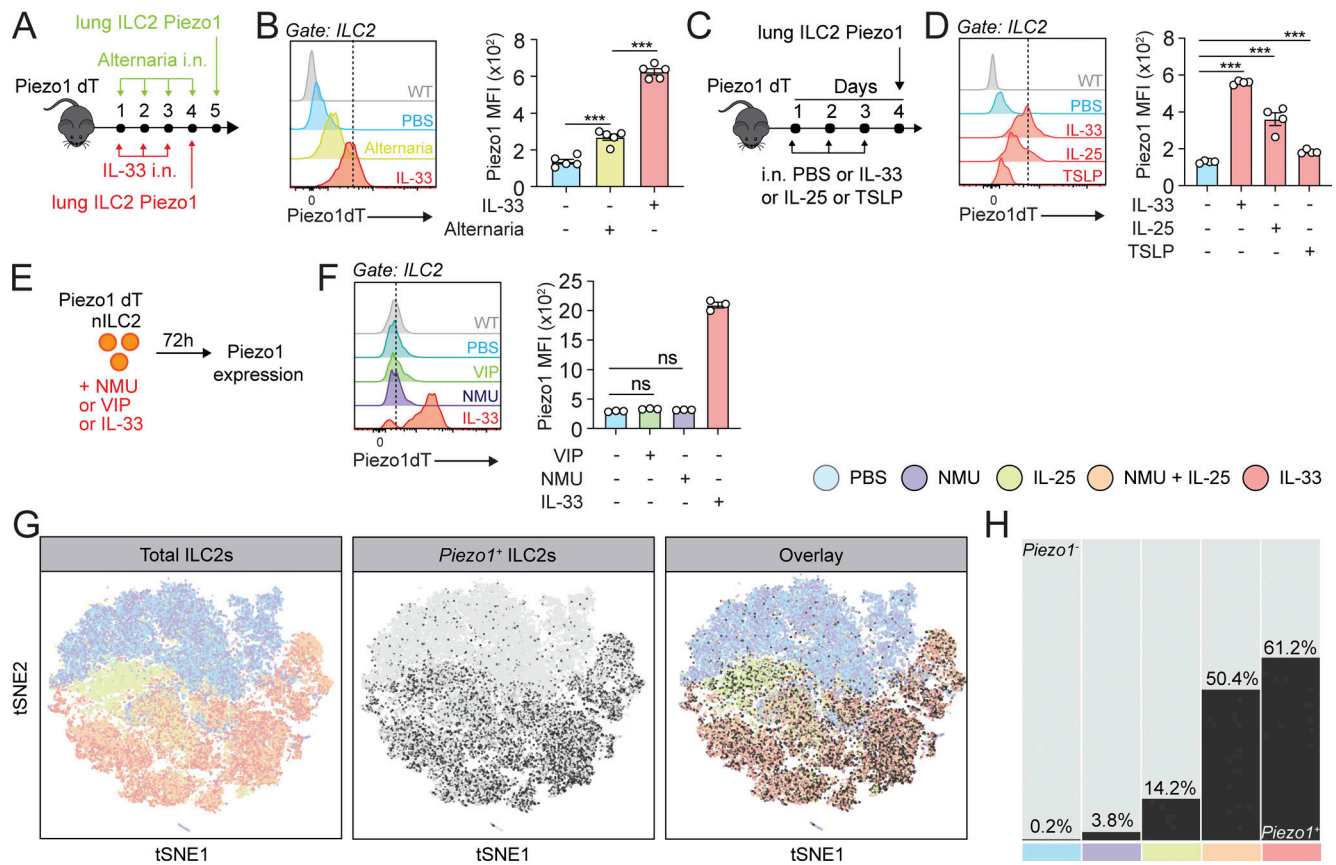 A
lung ILC2 Piezo1
Alternaria i.n.
Piezo1 dT
1 2 3 4 5
IL-33 i.n.
lung ILC2 Piezo1
B
Gate: ILC2
WT
PBS
Alternaria
IL-33
0
Piezo1dT
Piezo1 MFI (x10²)
8
6
4
2
0
***
***
IL-33 - - +
Alternaria - + -
C
lung ILC2 Piezo1
Piezo1 dT
Days
1 2 3 4
i.n. PBS or IL-33
or IL-25 or TSLP
D
Gate: ILC2
WT
PBS
IL-33
IL-25
TSLP
0
Piezo1dT
Piezo1 MFI (x10²)
8
6
4
2
0
***
***
***
IL-33 - + - -
IL-25 - - + -
TSLP - - - +
E
Piezo1 dT
nILC2
72h
Piezo1
expression
+ NMU
or VIP
or IL-33
F
Gate: ILC2
WT
PBS
VIP
NMU
IL-33
0
Piezo1dT
Piezo1 MFI (x10²)
25
20
15
10
5
0
ns
ns
VIP - + - -
NMU - - + -
IL-33 - - - +
PBS NMU IL-25 NMU + IL-25 IL-33
G
Total ILC2s
Piezo1⁺ ILC2s
Overlay
tSNE2
tSNE1
tSNE1
tSNE1
H
Piezo1⁻
0.2%
3.8%
14.2%
50.4%
61.2%
Piezo1⁺